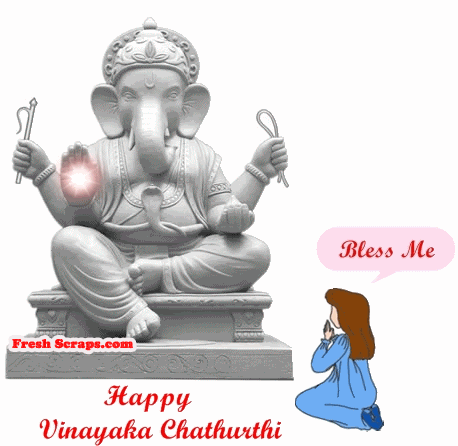 Bless Me
Fresh Scraps.com
Happy
Vinayaka Chathurthi